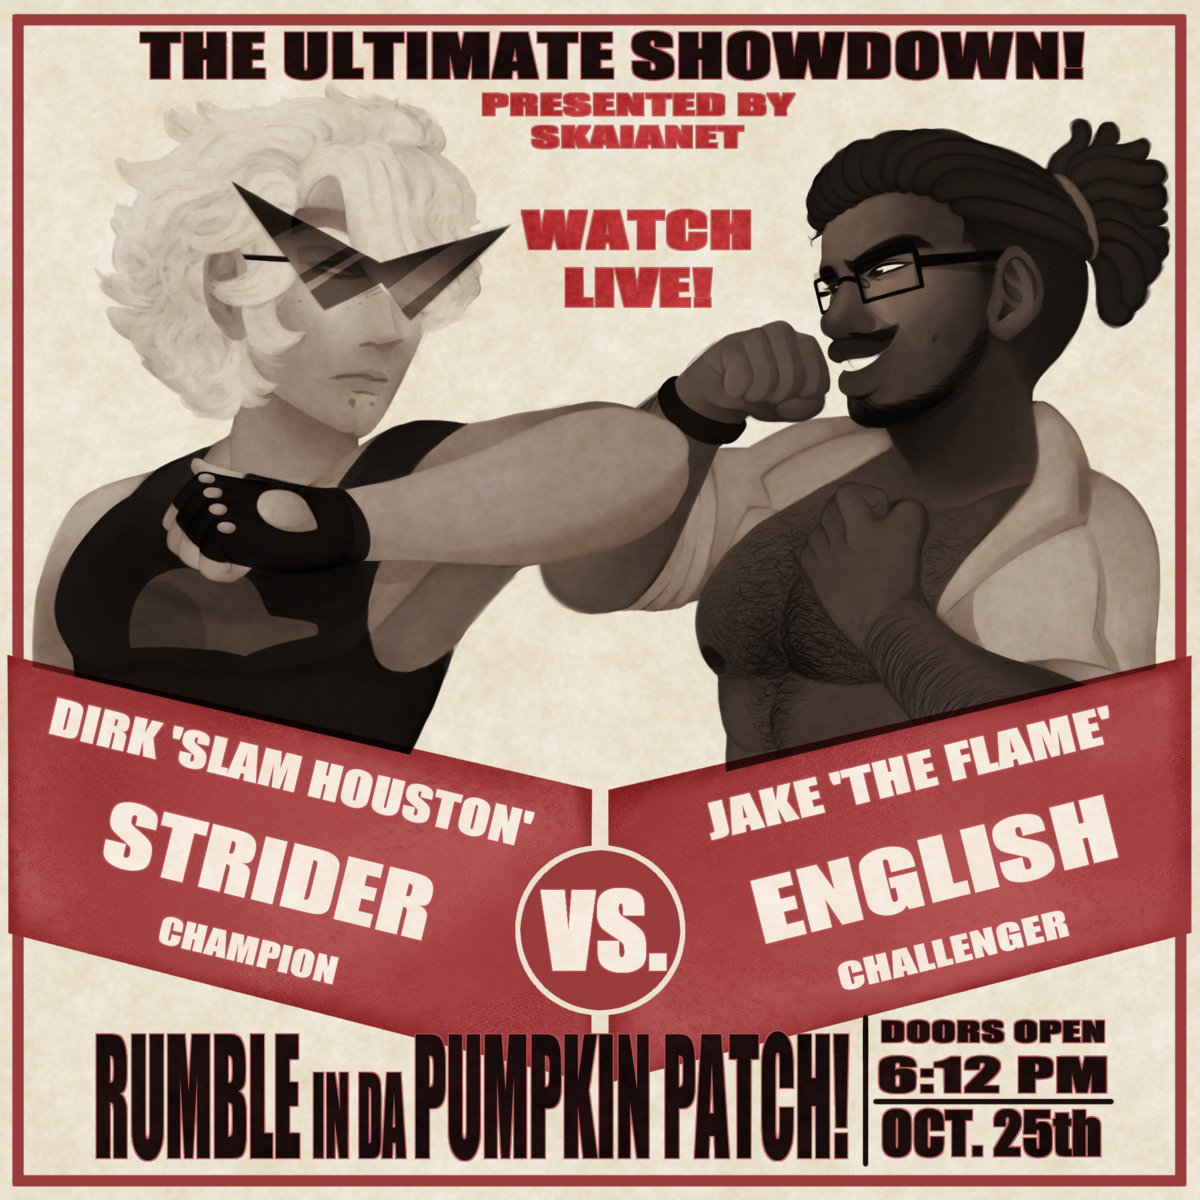 THE ULTIMATE SHOWDOWN!
PRESENTED BY
SKAIANET
WATCH
LIVE!
DIRK 'SLAM HOUSTON'
STRIDER
CHAMPION
VS.
JAKE 'THE FLAME'
ENGLISH
CHALLENGER
RUMBLE IN DA PUMPKIN PATCH!
DOORS OPEN
6:12 PM
OCT. 25th